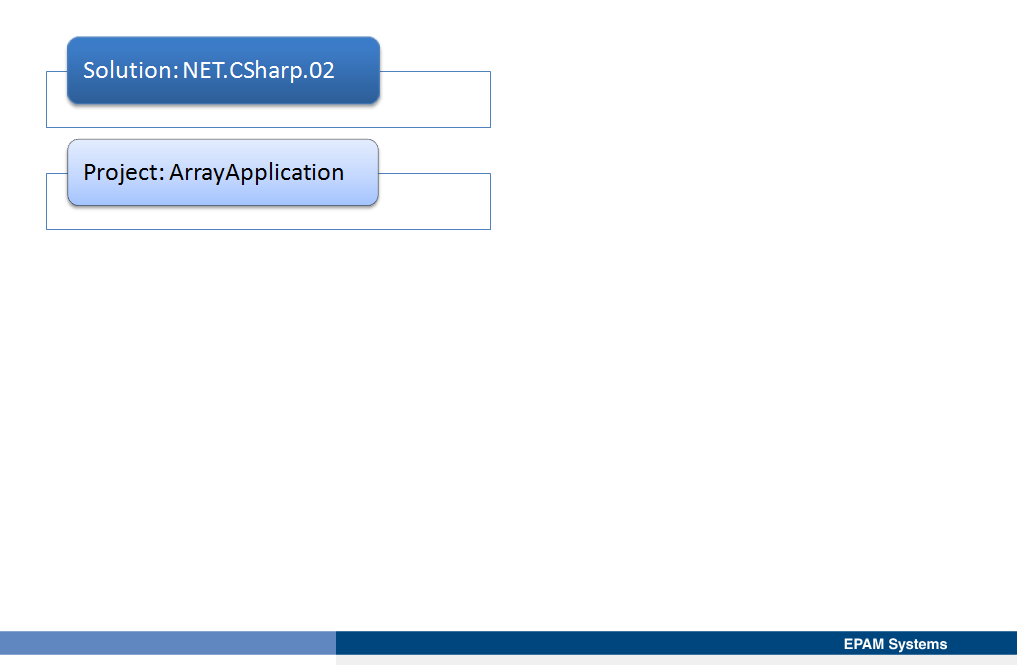 Solution: NET.CSharp.02
Project: ArrayApplication
EPAM Systems